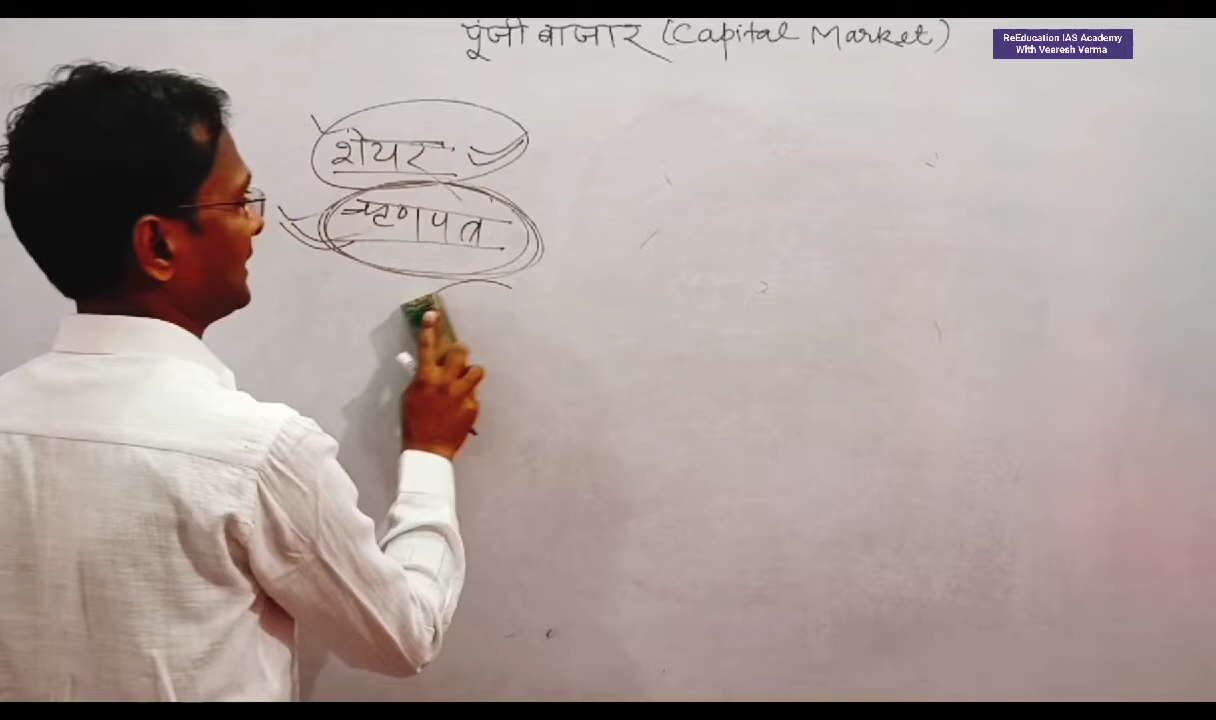 पूंजी बाजार (Capital Market)
ReEducation IAS Academy
With Veeresh Verma
शेयर
ऋणपत्र